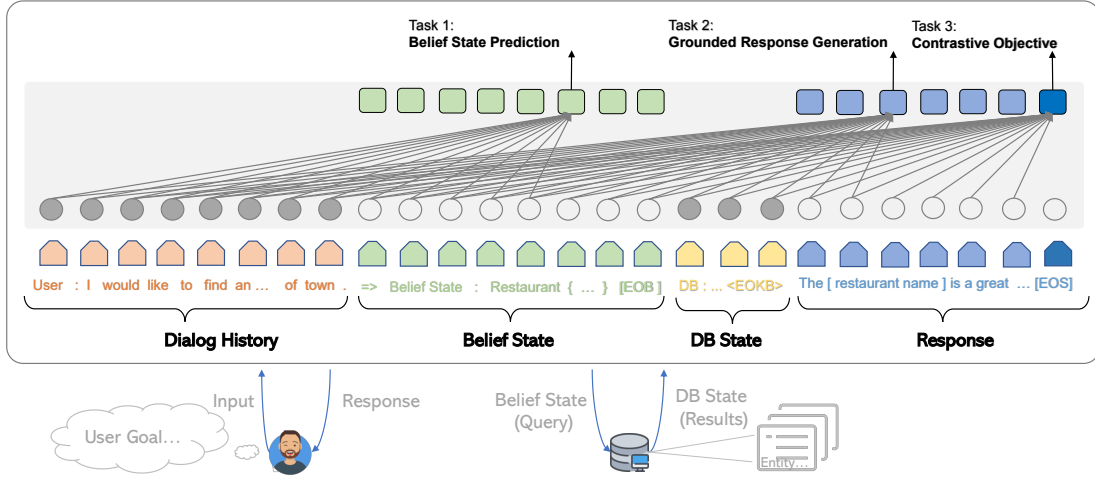 Task 1:
Belief State Prediction
Task 2:
Grounded Response Generation
Task 3:
Contrastive Objective
User : I would like to find an ... of town .
=> Belief State : Restaurant { ... } [EOB ]
DB : ... <EOKB>
The [ restaurant name ] is a great ... [EOS]
Dialog History
Belief State
DB State
Response
Input
Response
Belief State
(Query)
DB State
(Results)
User Goal...
Entity...